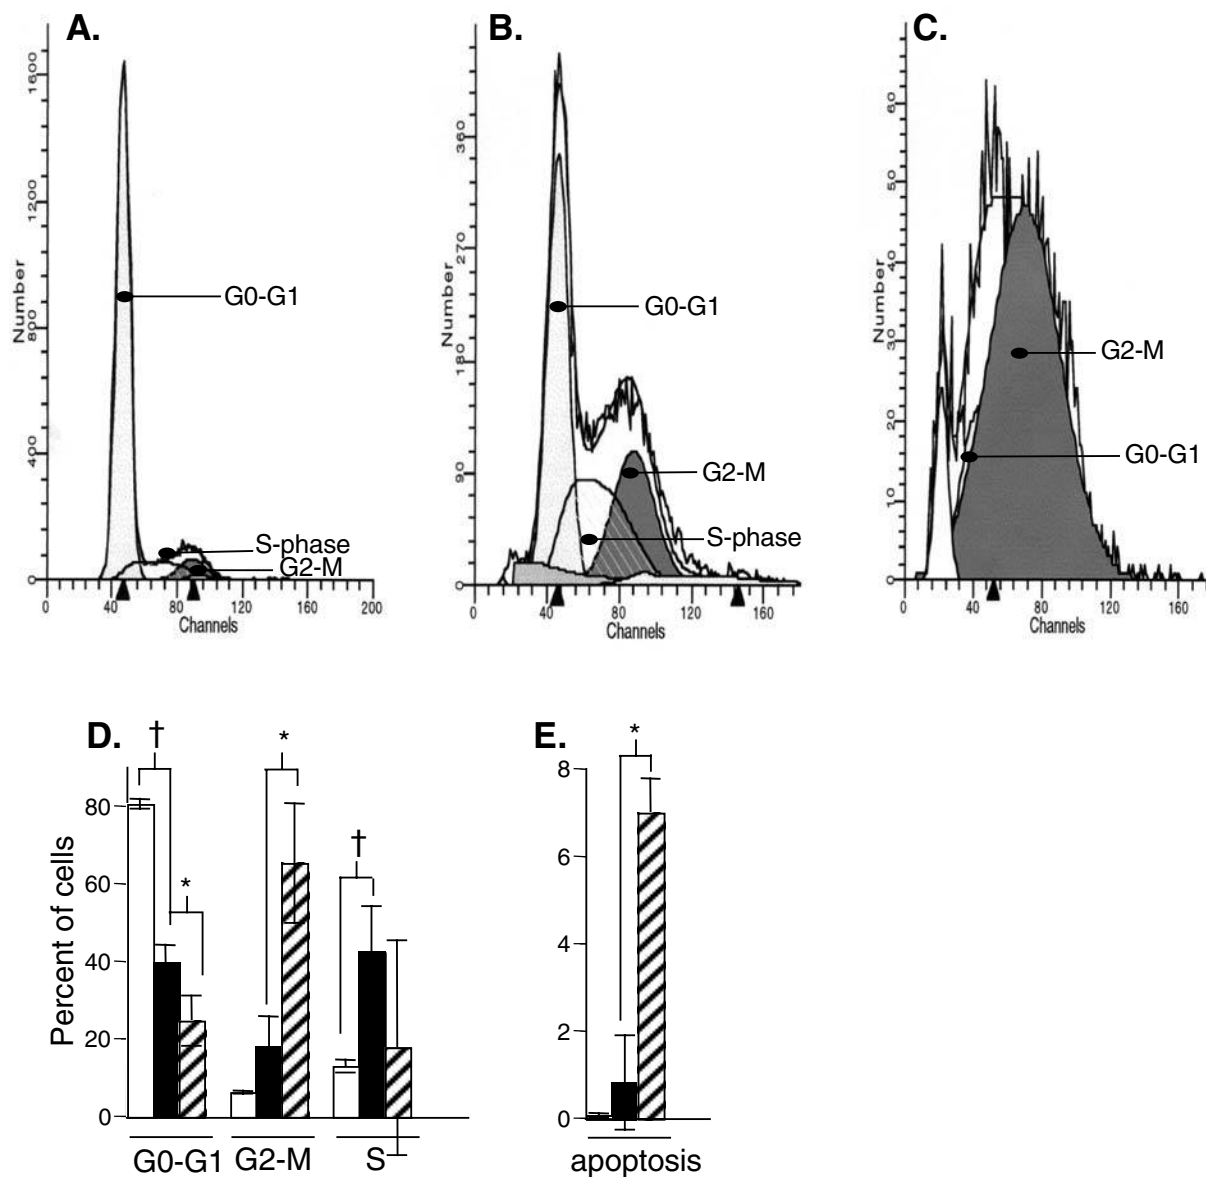 A.
1600
1200
800
400
0
Number
G0-G1
S-phase
G2-M
0 40 80 120 160 200
Channels
B.
360
270
180
90
0
Number
G0-G1
G2-M
S-phase
0 40 80 120 160
Channels
C.
60
50
40
30
20
10
0
Number
G2-M
G0-G1
0 40 80 120 160
Channels
D.
Percent of cells
80
60
40
20
0
†
*
*
†
G0-G1 G2-M S
E.
8
6
4
2
0
*
apoptosis